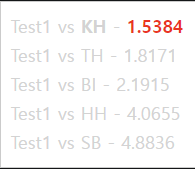 Test1 vs KH - 1.5384
Test1 vs TH - 1.8171
Test1 vs BI - 2.1915
Test1 vs HH - 4.0655
Test1 vs SB - 4.8836